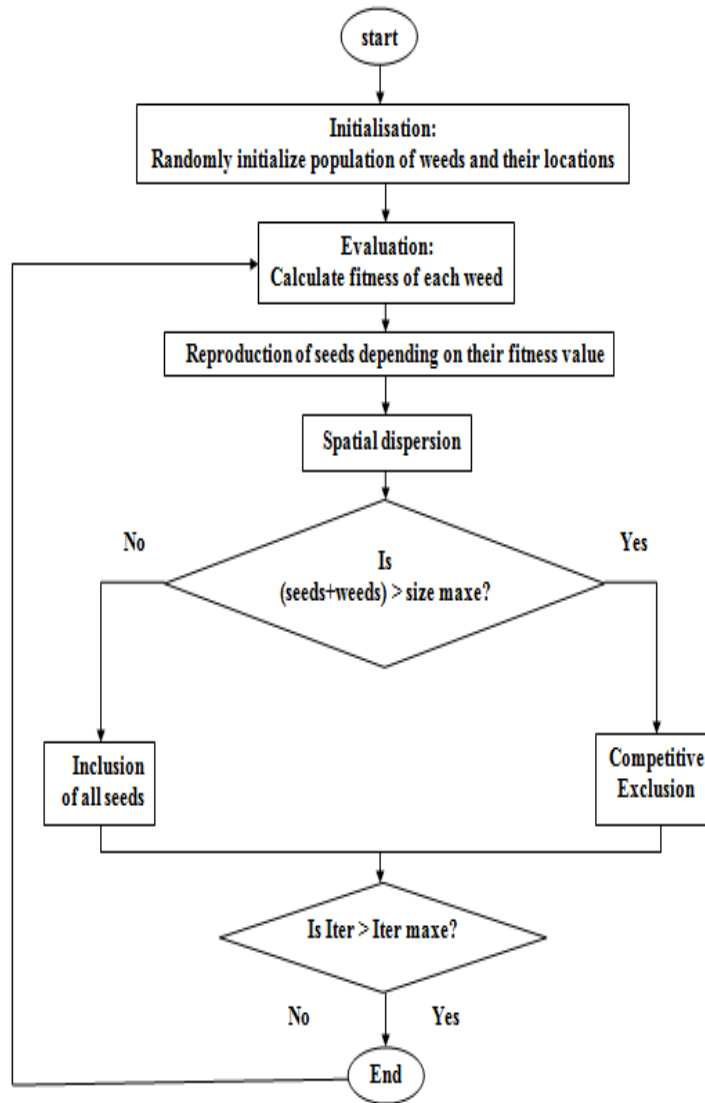 start
Initialisation:
Randomly initialize population of weeds and their locations
Evaluation:
Calculate fitness of each weed
Reproduction of seeds depending on their fitness value
Spatial dispersion
No
Yes
Is
(seeds+weeds) > size maxe?
Inclusion
of all seeds
Competitive
Exclusion
Is Iter > Iter maxe?
No
Yes
End